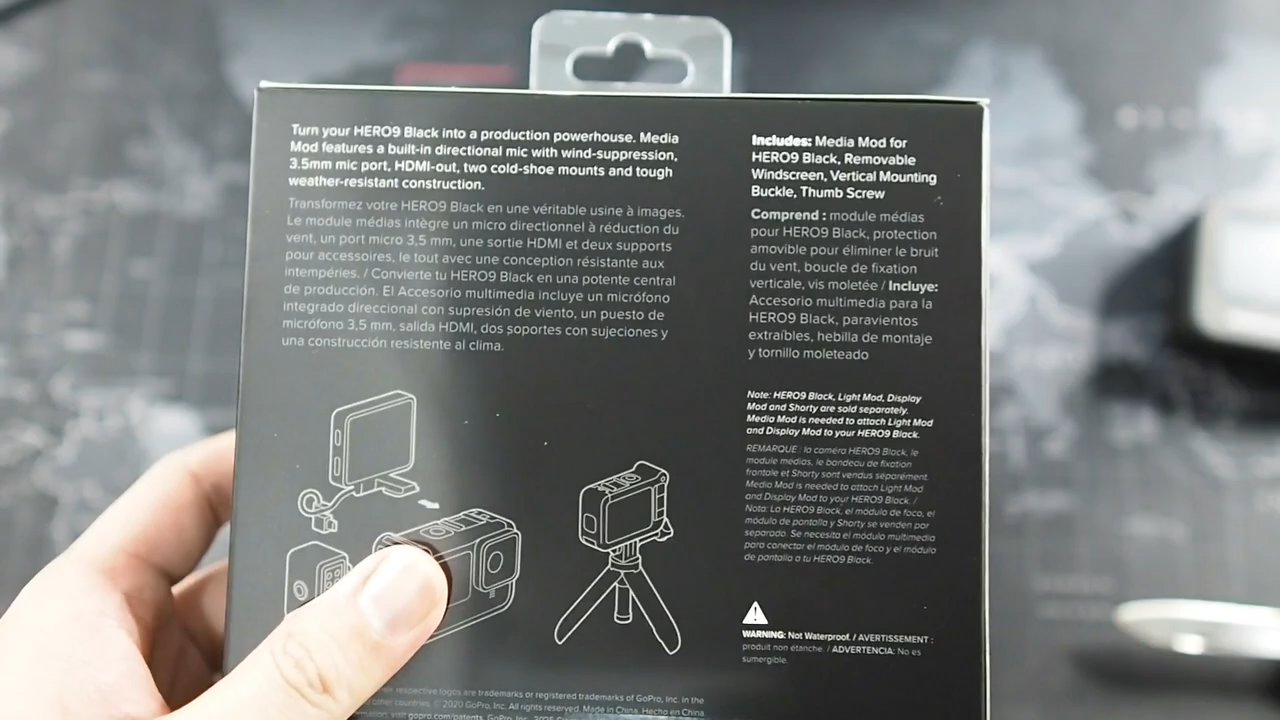 Turn your HERO9 Black into a production powerhouse. Media
Mod features a built-in directional mic with wind-suppression,
3.5mm mic port, HDMI-out, two cold-shoe mounts and tough
weather-resistant construction.
Transformez votre HERO9 Black en une véritable usine à images.
Le module médias intègre un micro directionnel à réduction du
vent, un port micro 3,5 mm, une sortie HDMI et deux supports
pour accessoires, le tout avec une conception résistante aux
intempéries. / Convierte tu HERO9 Black en una potente central
de producción. El Accesorio multimedia incluye un micrófono
integrado direccional con supresión de viento, un puesto de
micrófono 3,5 mm, salida HDMI, dos soportes con sujeciones y
una construcción resistente al clima.
Includes: Media Mod for
HERO9 Black, Removable
Windscreen, Vertical Mounting
Buckle, Thumb Screw
Comprend : module médias
pour HERO9 Black, protection
amovible pour éliminer le bruit
du vent, boucle de fixation
verticale, vis moletée / Incluye:
Accesorio multimedia para la
HERO9 Black, paravientos
extraíbles, hebilla de montaje
y tornillo moleteado
Note: HERO9 Black, Light Mod, Display
Mod and Shorty are sold separately.
Media Mod is needed to attach Light Mod
and Display Mod to your HERO9 Black.
REMARQUE : la caméra HERO9 Black, le
module médias, le bandeau de fixation
frontale et Shorty sont vendus séparément.
Media Mod is needed to attach Light Mod
and Display Mod to your HERO9 Black. /
Nota: La HERO9 Black, el módulo de foco, el
módulo de pantalla y Shorty se venden por
separado. Se necesita el módulo multimedia
para conectar el módulo de foco y el módulo
de pantalla a tu HERO9 Black.
WARNING: Not Waterproof. / AVERTISSEMENT :
produit non étanche. / ADVERTENCIA: No es
sumergible.
respective logos are trademarks or registered trademarks of GoPro, Inc. in the
other countries. © 2020 GoPro, Inc. All rights reserved. Made in China. Hecho en China.
visit gopro.com/patents. GoPro, Inc.